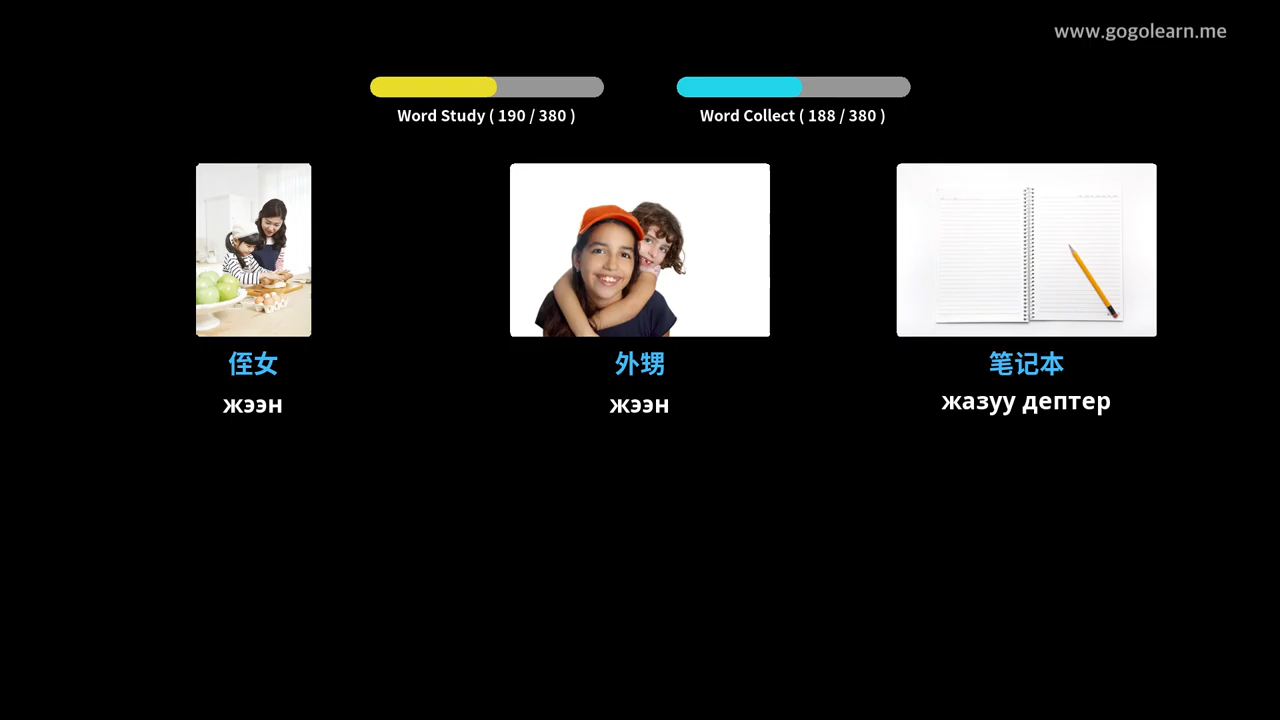 www.gogolearn.me
Word Study ( 190 / 380 )
Word Collect ( 188 / 380 )
侄女
外甥
笔记本
жээн
жээн
жазуу дептер